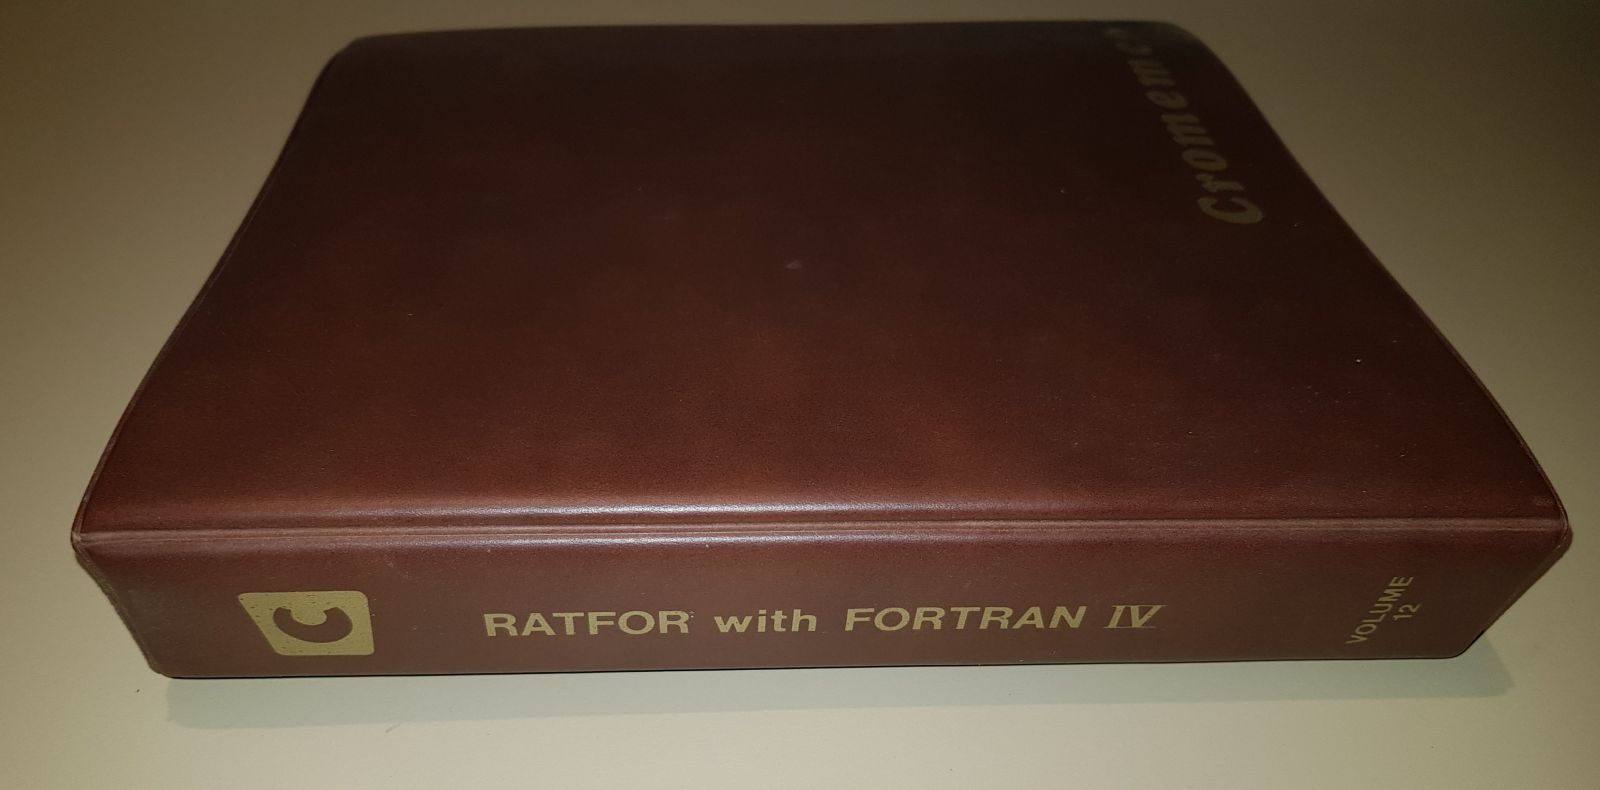 Cromemco
C
RATFOR with FORTRAN IV
VOLUME
12